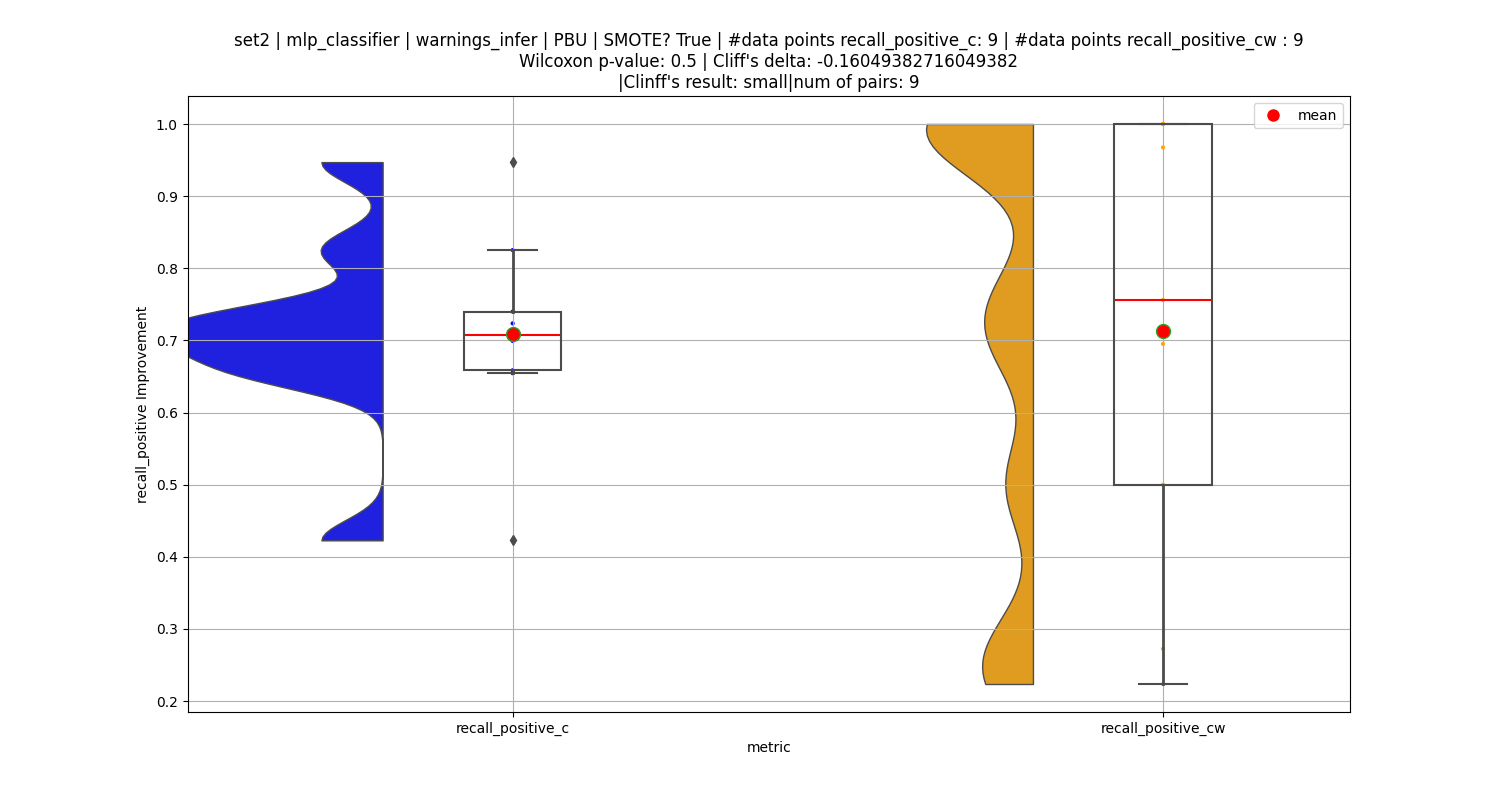 set2 | mlp_classifier | warnings_infer | PBU | SMOTE? True | #data points recall_positive_c: 9 | #data points recall_positive_cw : 9
Wilcoxon p-value: 0.5 | Cliff's delta: -0.16049382716049382
|Clinff's result: small|num of pairs: 9
mean
1.0
0.9
0.8
0.7
0.6
0.5
0.4
0.3
0.2
recall_positive Improvement
recall_positive_c
recall_positive_cw
metric